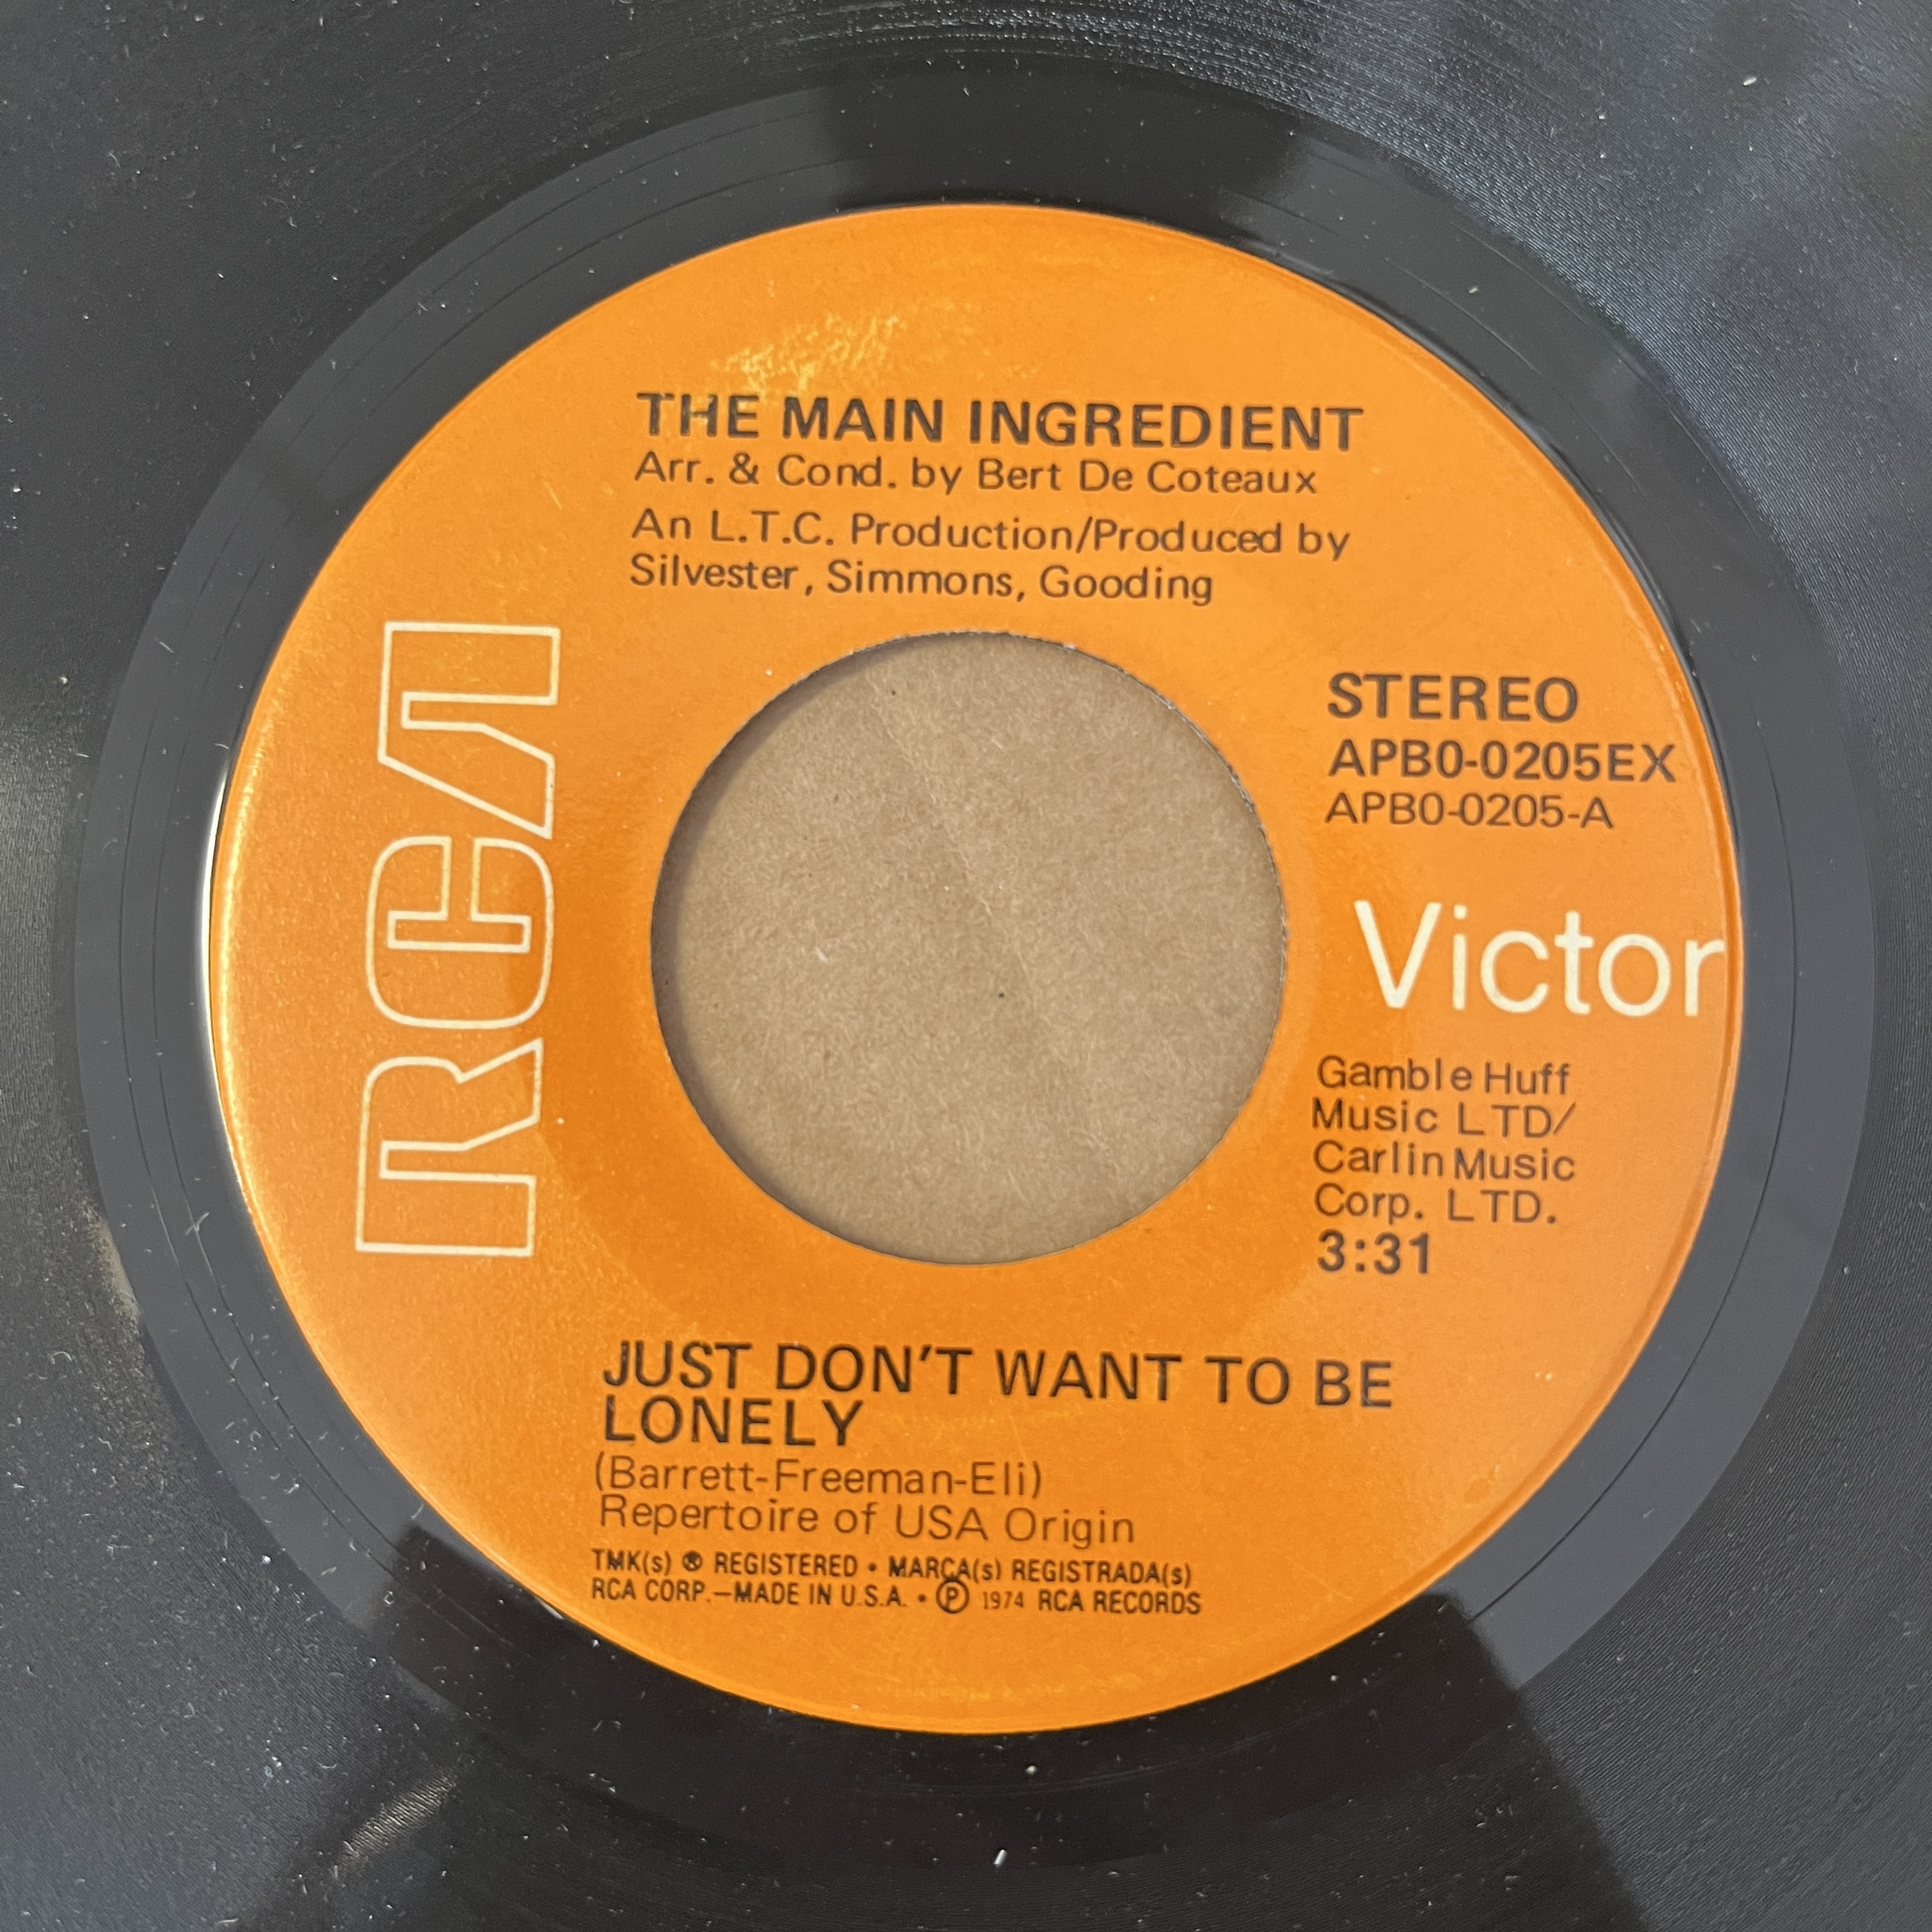 THE MAIN INGREDIENT
Arr. & Cond. by Bert De Coteaux
An L.T.C. Production/Produced by
Silvester, Simmons, Gooding
RCA
STEREO
APB0-0205EX
APB0-0205-A
Victor
Gamble Huff
Music LTD/
Carlin Music
Corp. LTD.
3:31
JUST DON'T WANT TO BE
LONELY
(Barrett-Freeman-Eli)
Repertoire of USA Origin
TMK(s) ® REGISTERED • MARCA(s) REGISTRADA(s)
RCA CORP.—MADE IN U.S.A. • ℗ 1974 RCA RECORDS